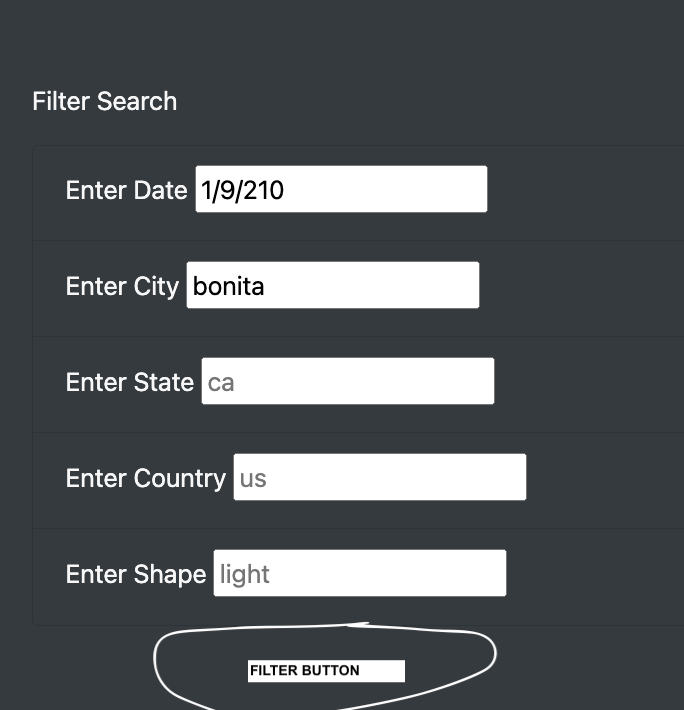 Filter Search
Enter Date 1/9/210
Enter City bonita
Enter State ca
Enter Country us
Enter Shape light
FILTER BUTTON